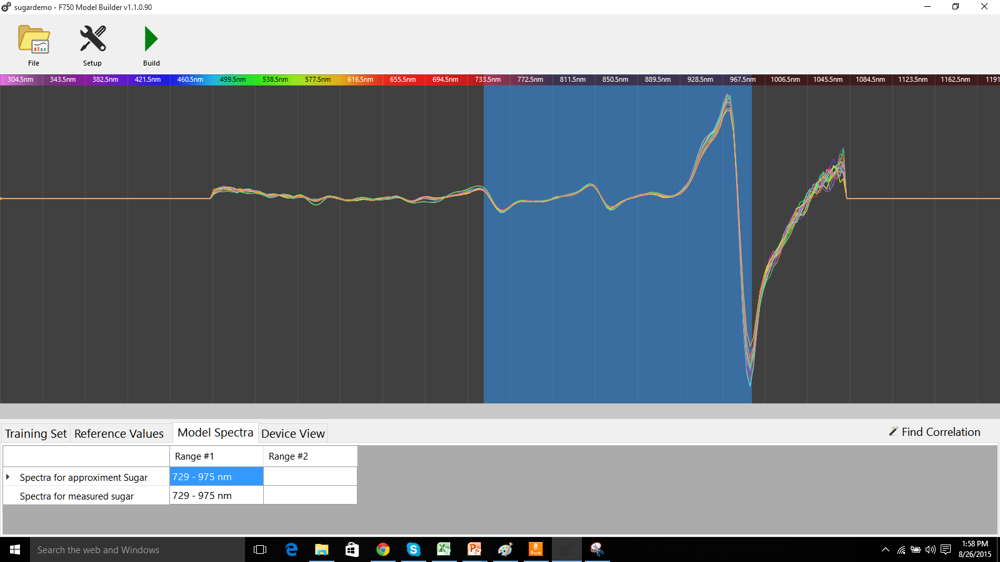 sugardemo - F750 Model Builder v1.1.0.90
File Setup Build
304.5nm 343.5nm 382.5nm 421.5nm 460.5nm 499.5nm 538.5nm 577.5nm 616.5nm 655.5nm 694.5nm 733.5nm 772.5nm 811.5nm 850.5nm 889.5nm 928.5nm 967.5nm 1006.5nm 1045.5nm 1084.5nm 1123.5nm 1162.5nm 1191
Training Set Reference Values Model Spectra Device View Find Correlation
Range #1 Range #2
Spectra for approximent Sugar 729 - 975 nm
Spectra for measured sugar 729 - 975 nm
Search the web and Windows
1:58 PM
8/26/2015